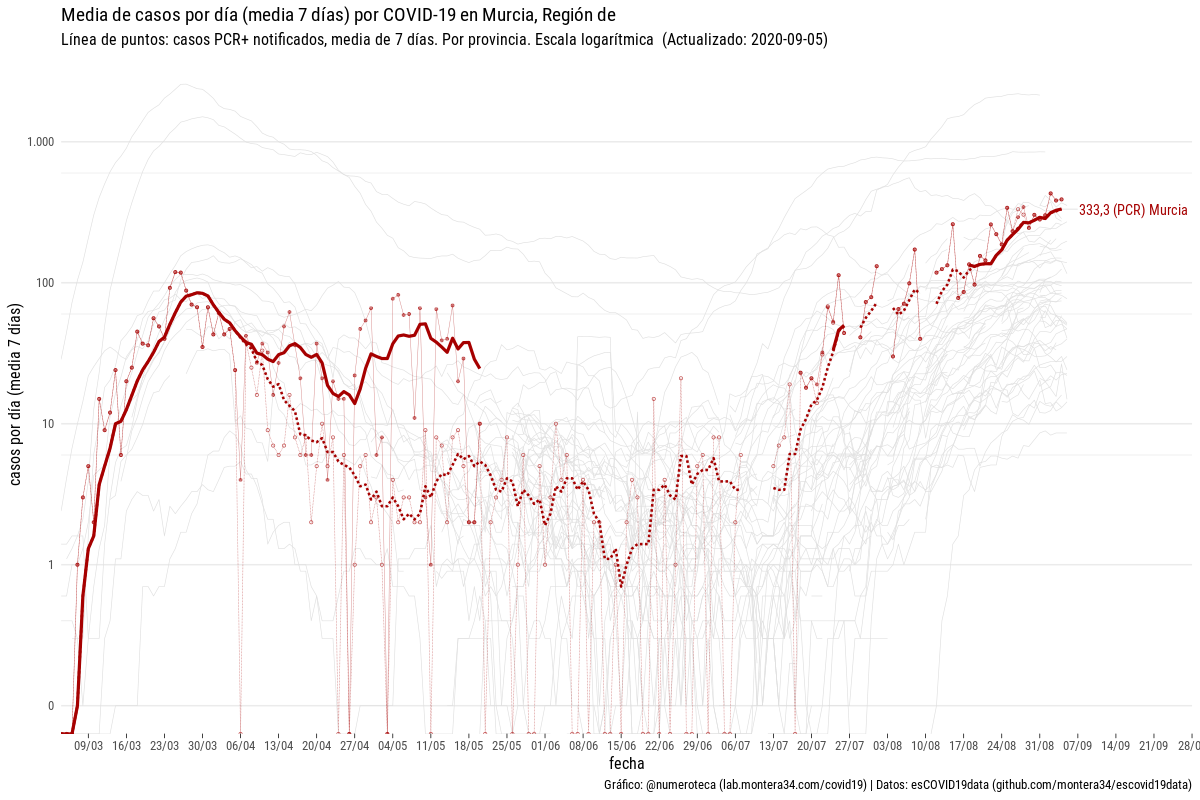 Media de casos por día (media 7 días) por COVID-19 en Murcia, Región de
Línea de puntos: casos PCR+ notificados, media de 7 días. Por provincia. Escala logarítmica (Actualizado: 2020-09-05)
casos por día (media 7 días)
1.000
100
10
1
0
333,3 (PCR) Murcia
09/03 16/03 23/03 30/03 06/04 13/04 20/04 27/04 04/05 11/05 18/05 25/05 01/06 08/06 15/06 22/06 29/06 06/07 13/07 20/07 27/07 03/08 10/08 17/08 24/08 31/08 07/09 14/09 21/09 28/0
fecha
Gráfico: @numeroteca (lab.montera34.com/covid19) | Datos: esCOVID19data (github.com/montera34/escovid19data)